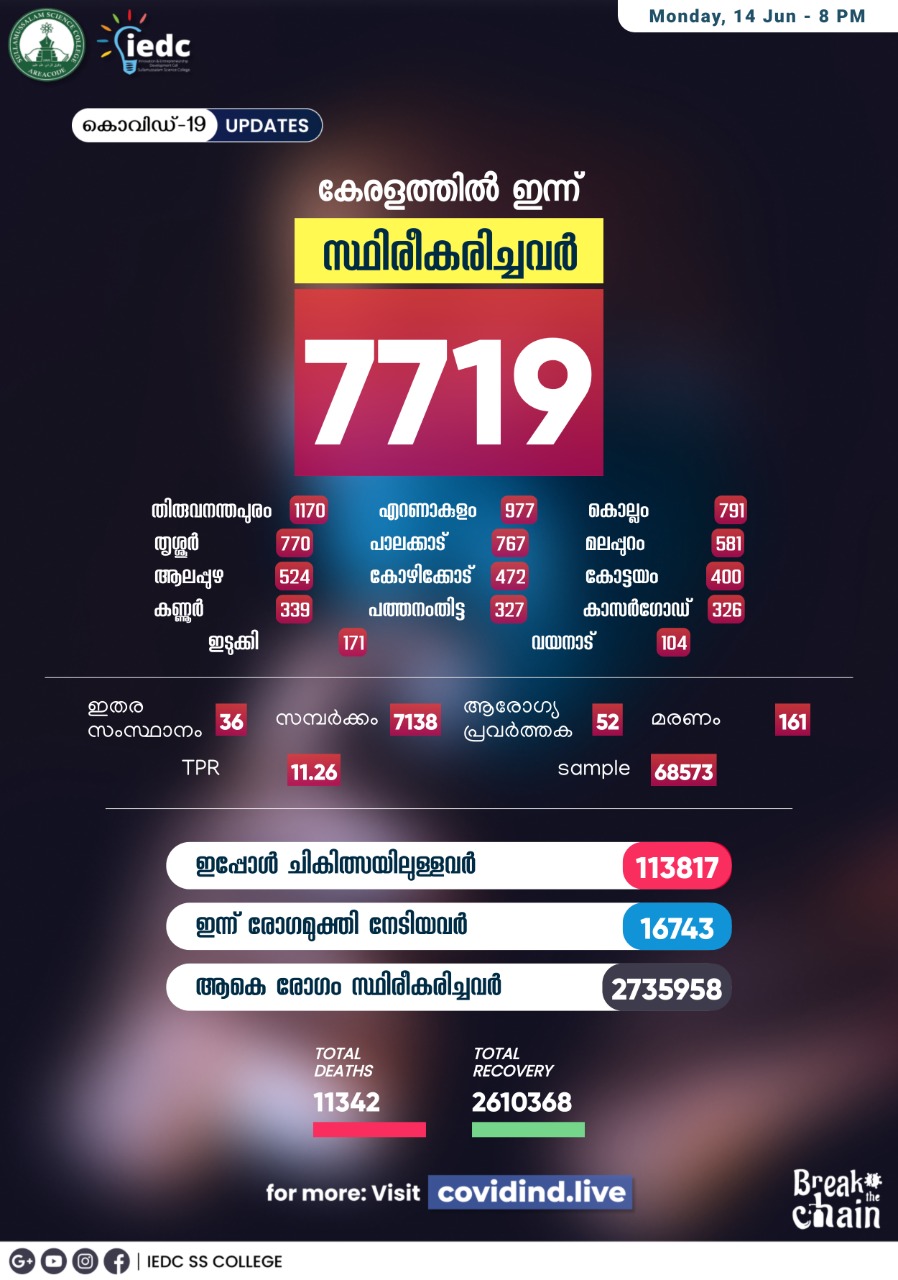 Monday, 14 Jun - 8 PM
SULLAMUSSALAM SCIENCE COLLEGE
AREACODE
iedc
കൊവിഡ്-19 UPDATES
കേരളത്തിൽ ഇന്ന്
സ്ഥിരീകരിച്ചവർ
7719
തിരുവനന്തപുരം 1170 എറണാകുളം 977 കൊല്ലം 791
തൃശ്ശൂർ 770 പാലക്കാട് 767 മലപ്പുറം 581
ആലപ്പുഴ 524 കോഴിക്കോട് 472 കോട്ടയം 400
കണ്ണൂർ 339 പത്തനംതിട്ട 327 കാസർഗോഡ് 326
ഇടുക്കി 171 വയനാട് 104
ഇതര സംസ്ഥാനം 36 സമ്പർക്കം 7138 ആരോഗ്യ പ്രവർത്തക 52 മരണം 161
TPR 11.26 sample 68573
ഇപ്പോൾ ചികിത്സയിലുള്ളവർ 113817
ഇന്ന് രോഗമുക്തി നേടിയവർ 16743
ആകെ രോഗം സ്ഥിരീകരിച്ചവർ 2735958
TOTAL
DEATHS
11342
TOTAL
RECOVERY
2610368
for more: Visit covidind.live
Break
the
chain
G+ f | IEDC SS COLLEGE